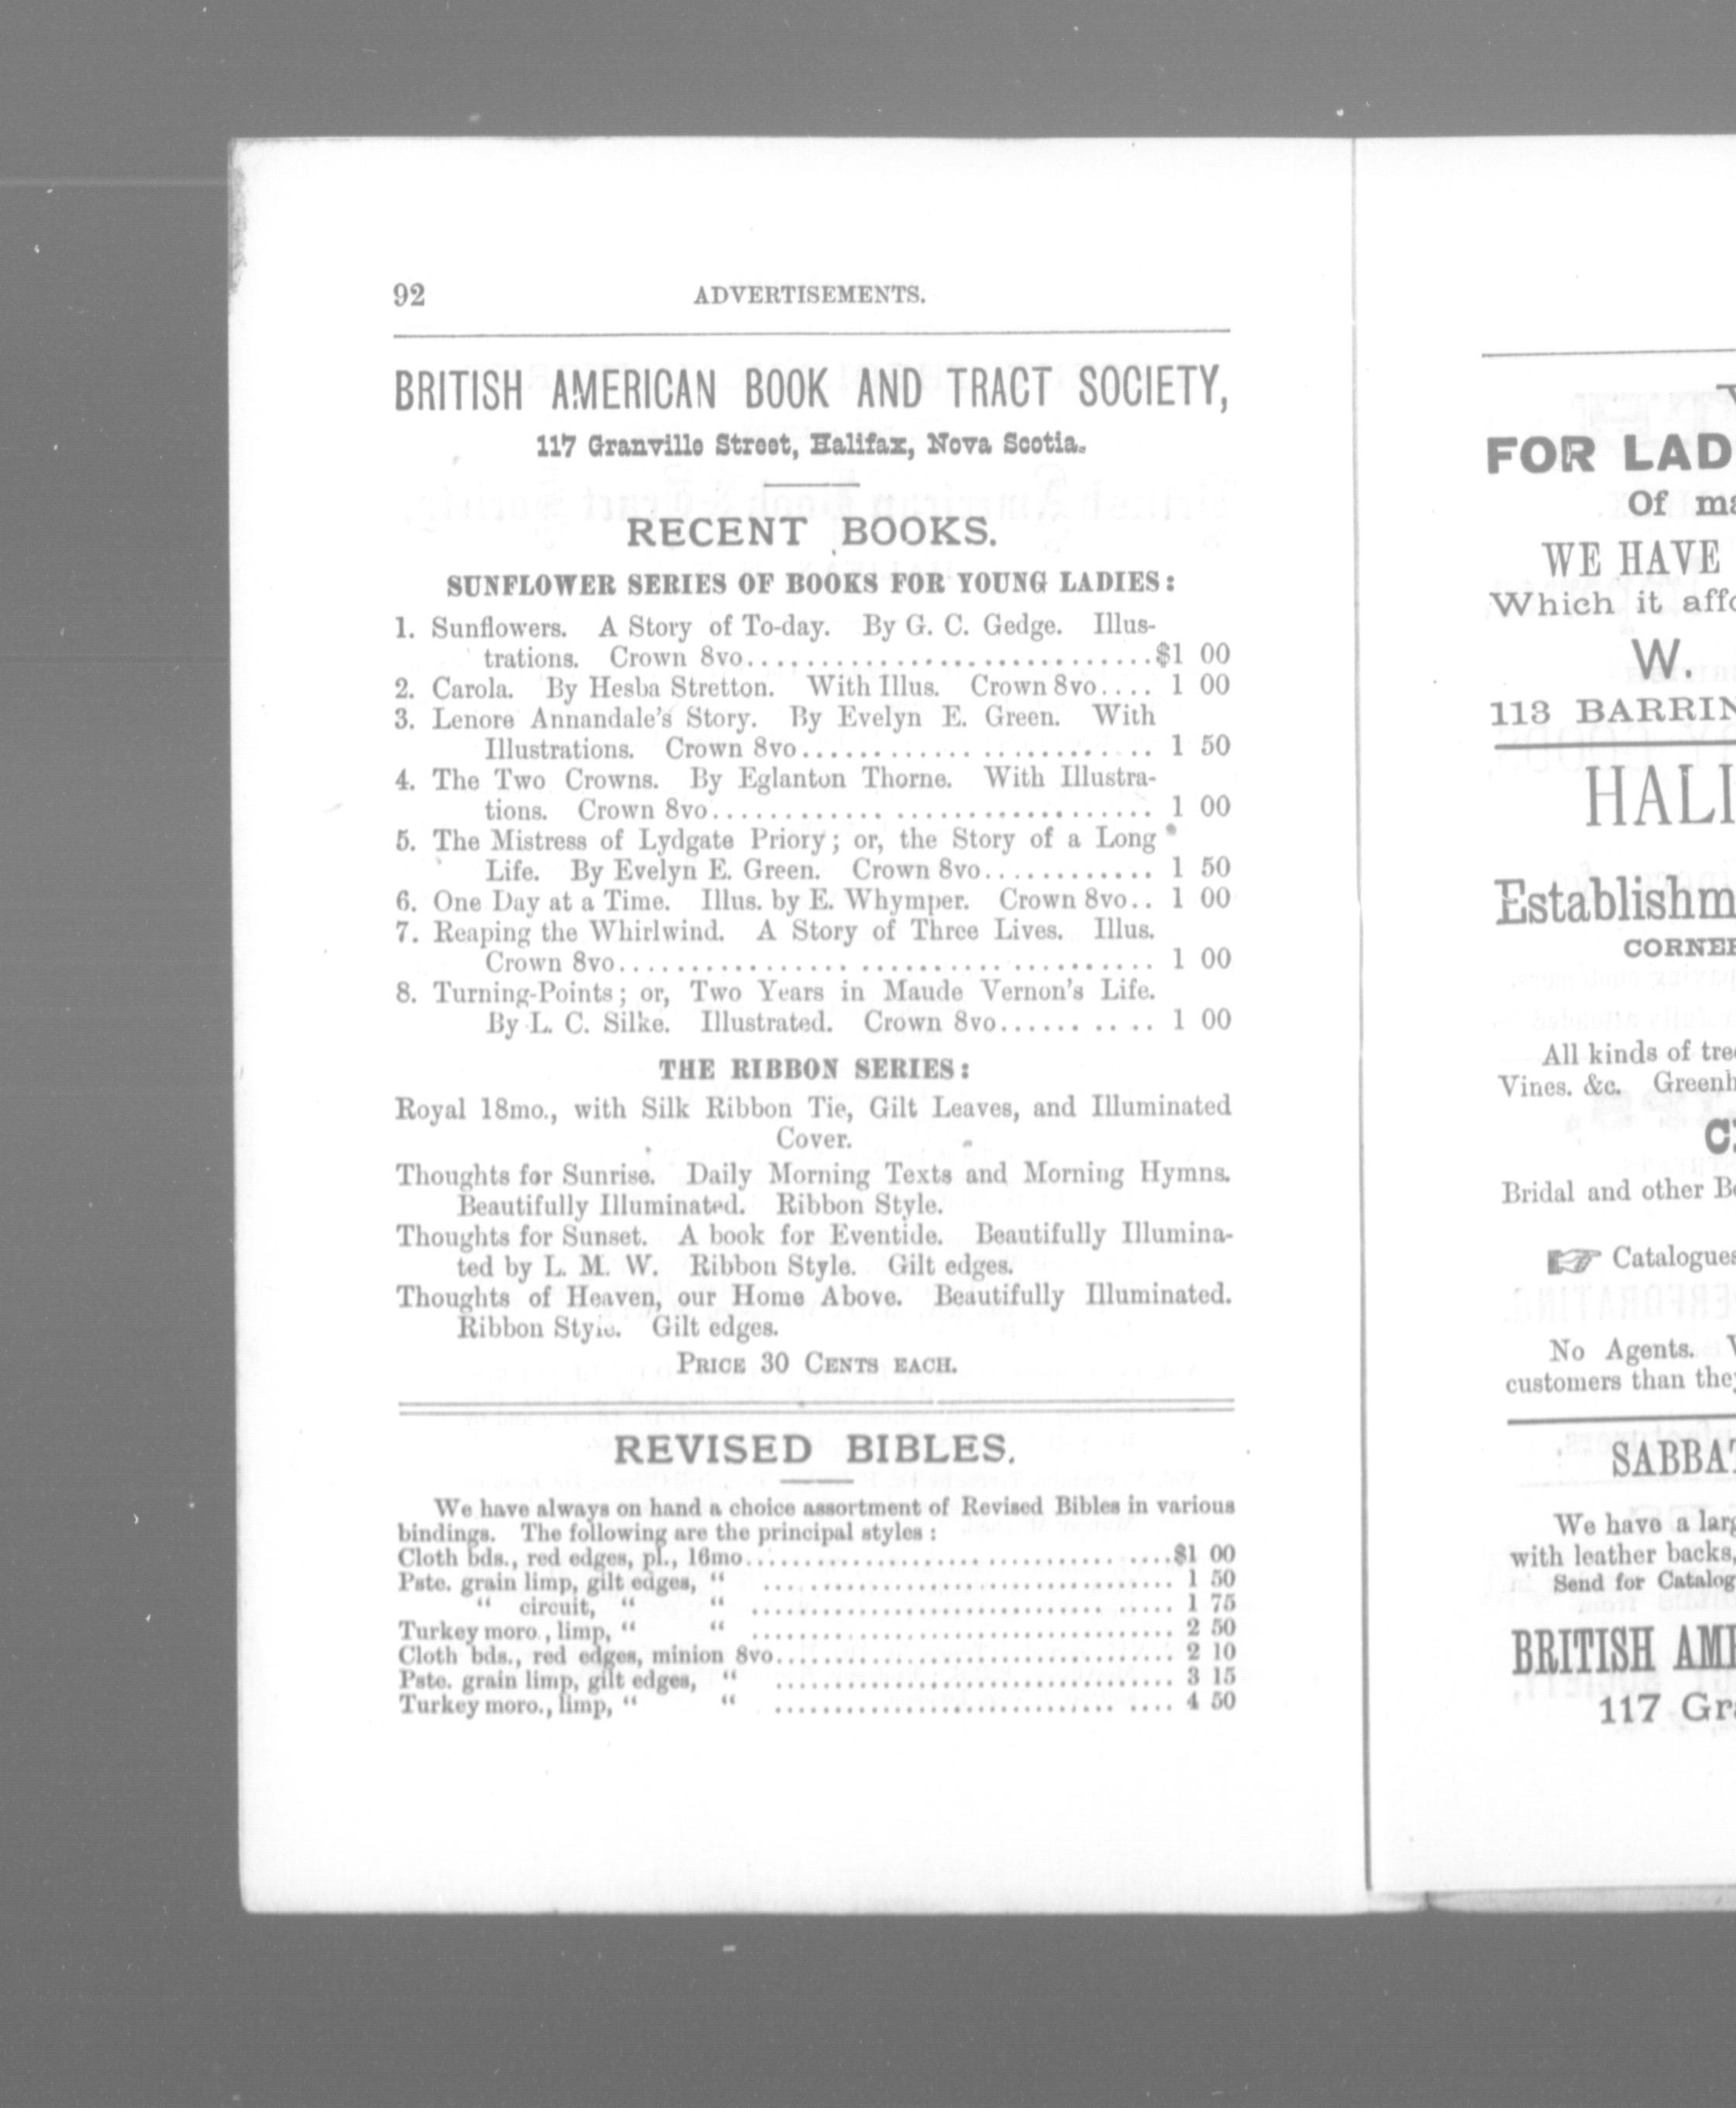 92 ADVERTISEMENTS.
BRITISH AMERICAN BOOK AND TRACT SOCIETY,
117 Granville Street, Halifax, Nova Scotia.
RECENT BOOKS.
SUNFLOWER SERIES OF BOOKS FOR YOUNG LADIES:
1. Sunflowers. A Story of To-day. By G. C. Gedge. Illus-
trations. Crown 8vo............................$1 00
2. Carola. By Hesba Stretton. With Illus. Crown 8vo.... 1 00
3. Lenore Annandale's Story. By Evelyn E. Green. With
Illustrations. Crown 8vo........................ 1 50
4. The Two Crowns. By Eglanton Thorne. With Illustra-
tions. Crown 8vo.............................. 1 00
5. The Mistress of Lydgate Priory; or, the Story of a Long
Life. By Evelyn E. Green. Crown 8vo............ 1 50
6. One Day at a Time. Illus. by E. Whymper. Crown 8vo.. 1 00
7. Reaping the Whirlwind. A Story of Three Lives. Illus.
Crown 8vo.................................... 1 00
8. Turning-Points; or, Two Years in Maude Vernon's Life.
By L. C. Silke. Illustrated. Crown 8vo.......... 1 00
THE RIBBON SERIES:
Royal 18mo., with Silk Ribbon Tie, Gilt Leaves, and Illuminated
Cover.
Thoughts for Sunrise. Daily Morning Texts and Morning Hymns.
Beautifully Illuminated. Ribbon Style.
Thoughts for Sunset. A book for Eventide. Beautifully Illumina-
ted by L. M. W. Ribbon Style. Gilt edges.
Thoughts of Heaven, our Home Above. Beautifully Illuminated.
Ribbon Style. Gilt edges.
PRICE 30 CENTS EACH.
REVISED BIBLES.
We have always on hand a choice assortment of Revised Bibles in various
bindings. The following are the principal styles:
Cloth bds., red edges, pl., 16mo...................................$1 00
Pste. grain limp, gilt edges, " .................................. 1 50
" circuit, " " .................................. 1 75
Turkey moro., limp, " " .................................. 2 50
Cloth bds., red edges, minion 8vo................................. 2 10
Pste. grain limp, gilt edges, " ................................. 3 15
Turkey moro., limp, " " ................................. 4 50
FOR LAD
Of ma
WE HAVE
Which it affo
W.
113 BARRIN
HALI
Establishm
CORNER
All kinds of tree
Vines. &c. Greenh
Bridal and other Bo
☞ Catalogues
No Agents.
customers than they
SABBAT
We have a larg
with leather backs,
Send for Catalog
BRITISH AME
117 Gra